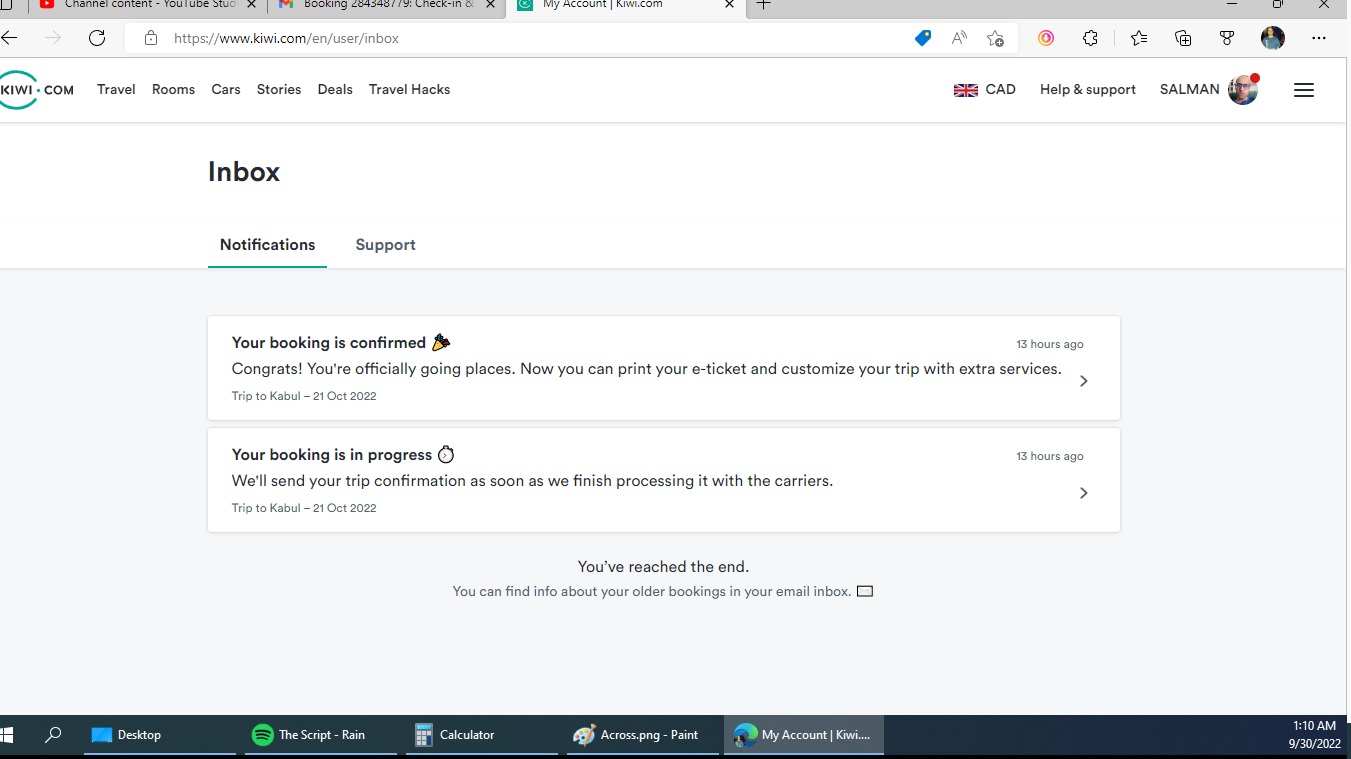 Channel content - YouTube Stud
Booking 284348779: Check-in &
My Account | Kiwi.com
https://www.kiwi.com/en/user/inbox
KIWI·COM
Travel
Rooms
Cars
Stories
Deals
Travel Hacks
CAD
Help & support
SALMAN
Inbox
Notifications
Support
Your booking is confirmed
13 hours ago
Congrats! You're officially going places. Now you can print your e-ticket and customize your trip with extra services.
Trip to Kabul – 21 Oct 2022
Your booking is in progress
13 hours ago
We'll send your trip confirmation as soon as we finish processing it with the carriers.
Trip to Kabul – 21 Oct 2022
You've reached the end.
You can find info about your older bookings in your email inbox.
Desktop
The Script - Rain
Calculator
Across.png - Paint
My Account | Kiwi....
1:10 AM
9/30/2022